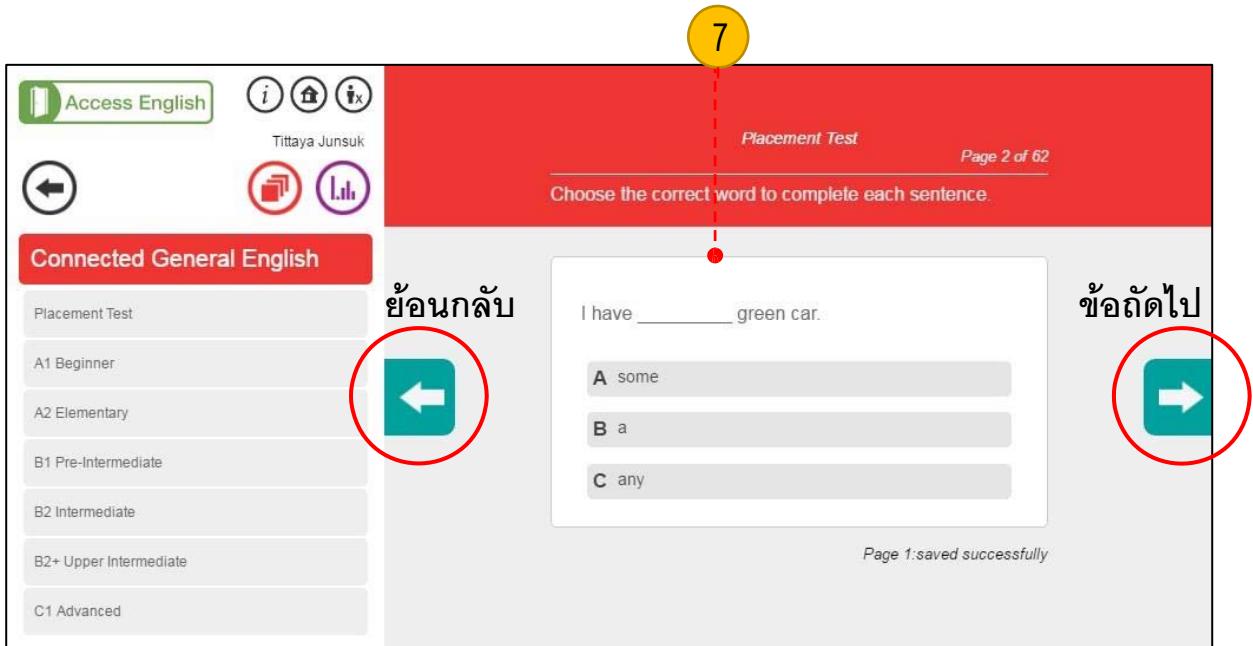 7
Access English
i
x
Tittaya Junsuk
Placement Test
Page 2 of 62
Choose the correct word to complete each sentence.
Connected General English
Placement Test
A1 Beginner
A2 Elementary
B1 Pre-Intermediate
B2 Intermediate
B2+ Upper Intermediate
C1 Advanced
ย้อนกลับ
ข้อถัดไป
I have _________ green car.
A some
B a
C any
Page 1:saved successfully